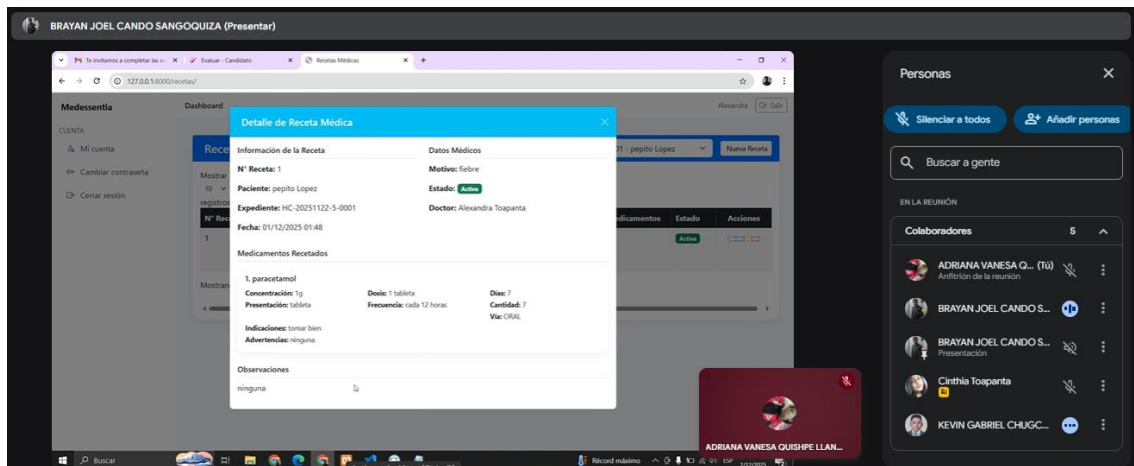 BRAYAN JOEL CANDO SANGOQUIZA (Presentar)
Te invitamos a completar las
Evaluar - Candidato
Recetas Médicas
127.0.0.1:8000/recetas/
Medessentia
Dashboard
Alexandra
Salir
CUENTA
Mi cuenta
Cambiar contraseña
Cerrar sesión
Rece
01 - pepito Lopez
Nueva Receta
Mostrar
10
registros
N° Rec
edicamentos
Estado
Acciones
1
Activa
Mostran
Detalle de Receta Médica
Información de la Receta
Datos Médicos
N° Receta: 1
Motivo: fiebre
Paciente: pepito Lopez
Estado: Activa
Expediente: HC-20251122-5-0001
Doctor: Alexandra Toapanta
Fecha: 01/12/2025 01:48
Medicamentos Recetados
1. paracetamol
Concentración: 1g
Dosis: 1 tableta
Días: 7
Presentación: tableta
Frecuencia: cada 12 horas
Cantidad: 7
Vía: ORAL
Indicaciones: tomar bien
Advertencias: ninguna
Observaciones
ninguna
ADRIANA VANESA QUISHPE LLAN...
Buscar
Récord máximo
ESP
2/12/2025
Personas
Silenciar a todos
Añadir personas
Buscar a gente
EN LA REUNIÓN
Colaboradores
5
ADRIANA VANESA Q... (Tú)
Anfitrión de la reunión
BRAYAN JOEL CANDO S...
BRAYAN JOEL CANDO S...
Presentación
Cinthia Toapanta
KEVIN GABRIEL CHUGC...